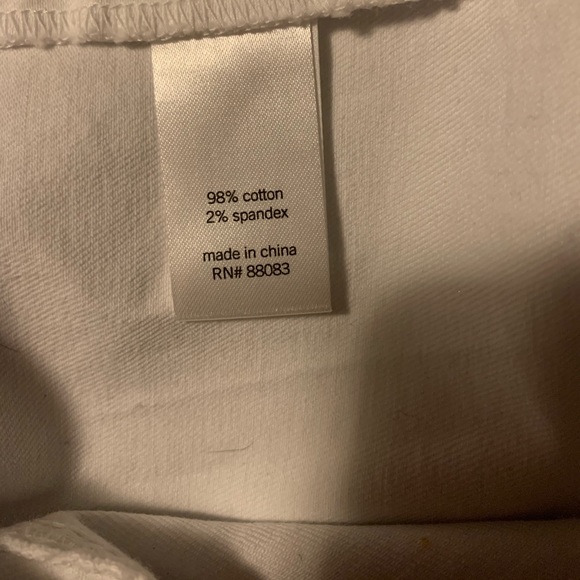 98% cotton
2% spandex
made in china
RN# 88083